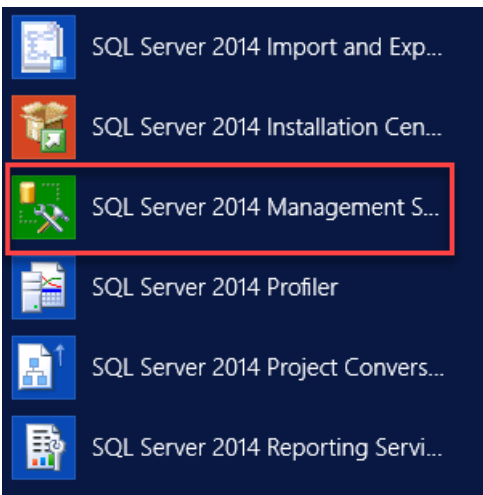 SQL Server 2014 Import and Exp...
SQL Server 2014 Installation Cen...
SQL Server 2014 Management S...
SQL Server 2014 Profiler
SQL Server 2014 Project Convers...
SQL Server 2014 Reporting Servi...